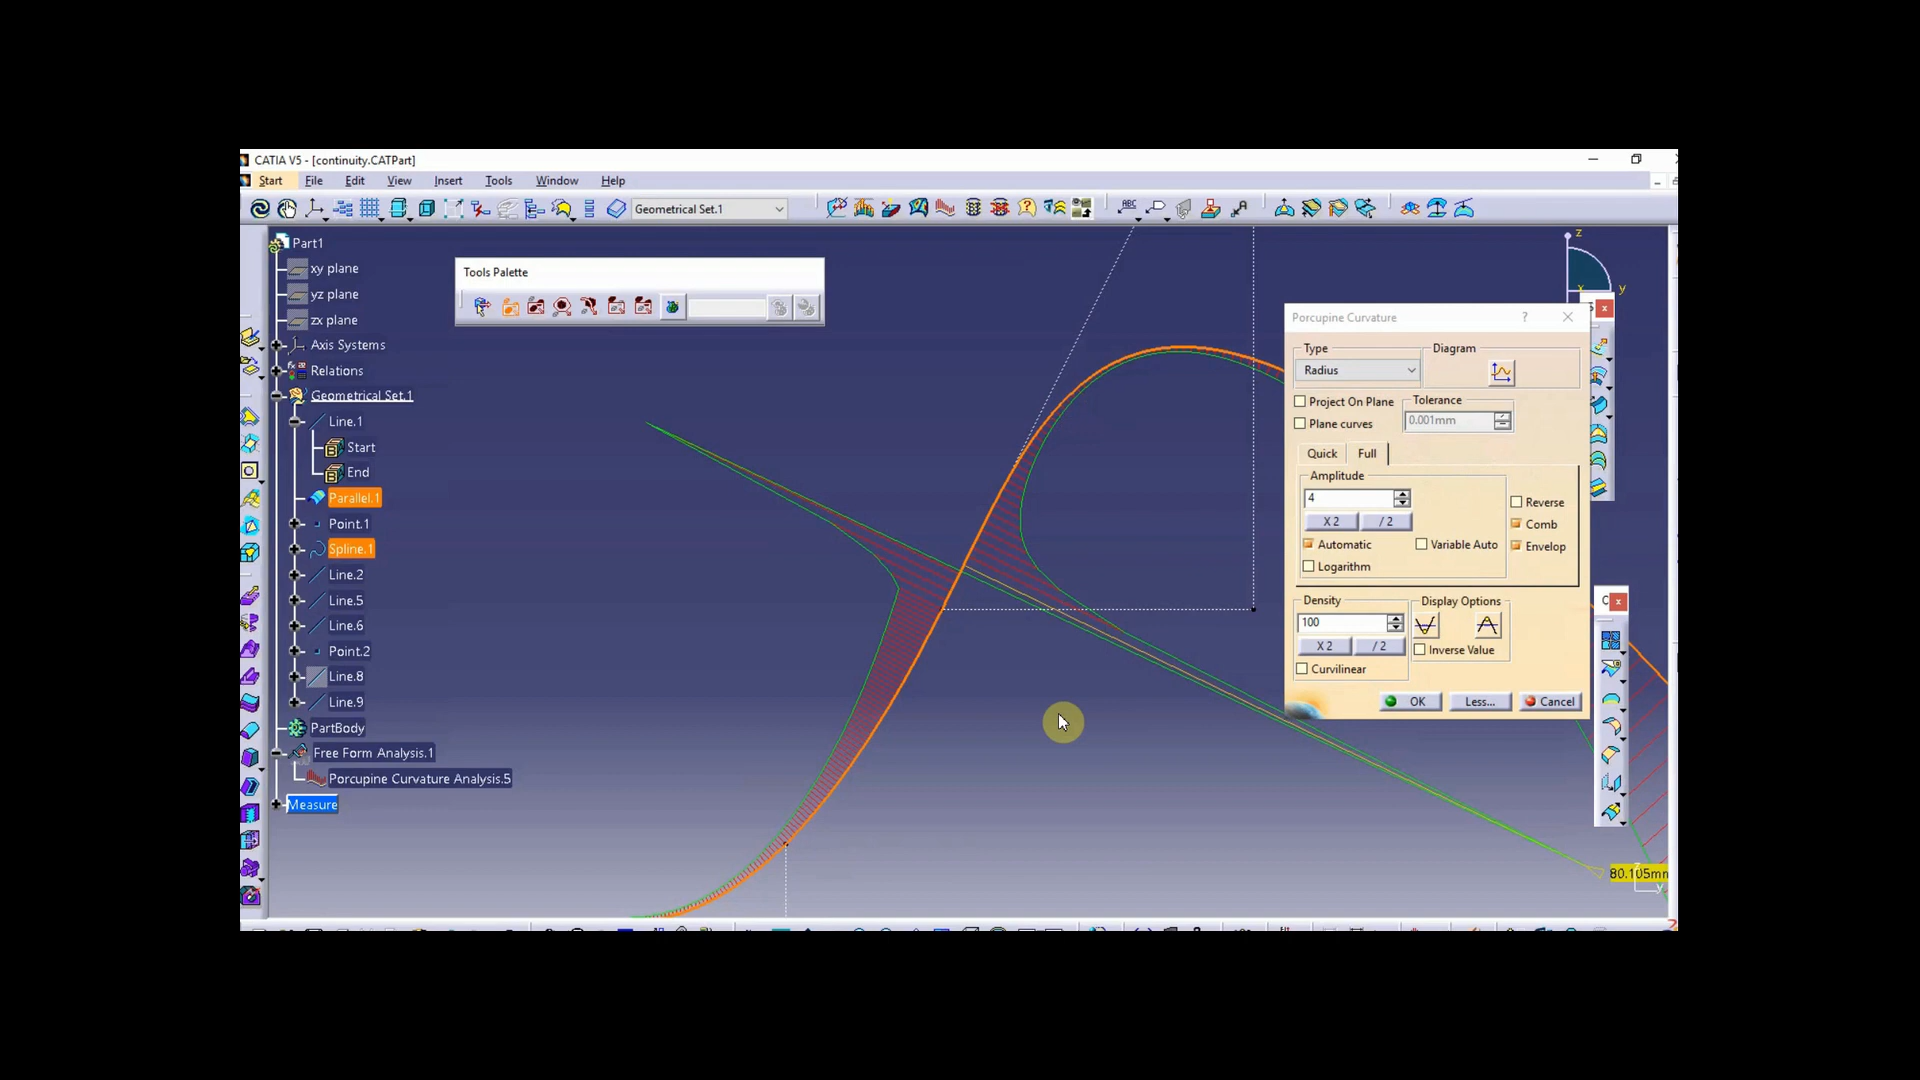 CATIA V5 - [continuity.CATPart]
Start File Edit View Insert Tools Window Help
Geometrical Set.1
Part1
xy plane
yz plane
zx plane
Axis Systems
Relations
Geometrical Set.1
Line.1
Start
End
Parallel.1
Point.1
Spline.1
Line.2
Line.5
Line.6
Point.2
Line.8
Line.9
PartBody
Free Form Analysis.1
Porcupine Curvature Analysis.5
Measure
Tools Palette
z
x
y
Porcupine Curvature ?
Type Diagram
Radius
Project On Plane Tolerance
Plane curves 0.001mm
Quick Full
Amplitude
4
X 2 / 2
Automatic Variable Auto
Logarithm
Reverse
Comb
Envelop
Density Display Options
100
X 2 / 2
Inverse Value
Curvilinear
OK Less... Cancel
C
80.105mm
Z
y